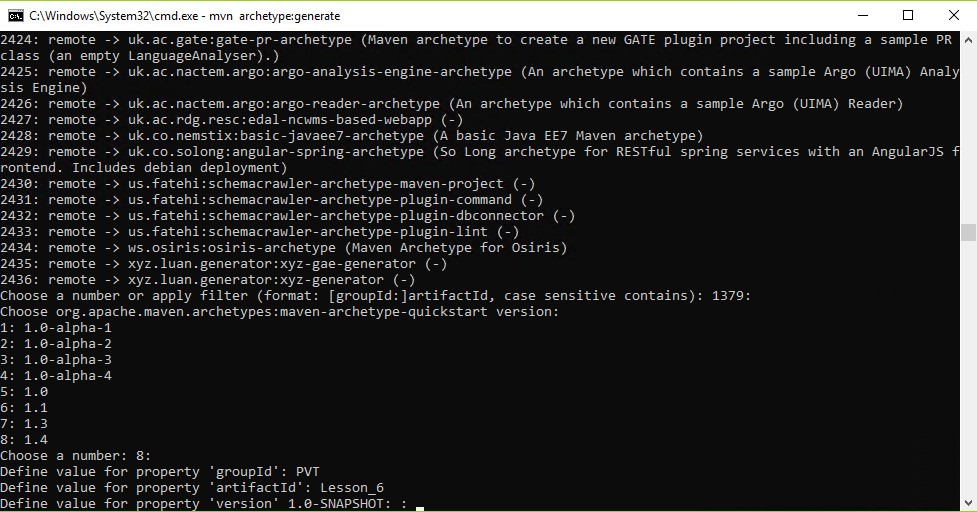 C:\Windows\System32\cmd.exe - mvn  archetype:generate
2424: remote -> uk.ac.gate:gate-pr-archetype (Maven archetype to create a new GATE plugin project including a sample PR
class (an empty LanguageAnalyser).)
2425: remote -> uk.ac.nactem.argo:argo-analysis-engine-archetype (An archetype which contains a sample Argo (UIMA) Analy
sis Engine)
2426: remote -> uk.ac.nactem.argo:argo-reader-archetype (An archetype which contains a sample Argo (UIMA) Reader)
2427: remote -> uk.ac.rdg.resc:edal-ncwms-based-webapp (-)
2428: remote -> uk.co.nemstix:basic-javaee7-archetype (A basic Java EE7 Maven archetype)
2429: remote -> uk.co.solong:angular-spring-archetype (So Long archetype for RESTful spring services with an AngularJS f
rontend. Includes debian deployment)
2430: remote -> us.fatehi:schemacrawler-archetype-maven-project (-)
2431: remote -> us.fatehi:schemacrawler-archetype-plugin-command (-)
2432: remote -> us.fatehi:schemacrawler-archetype-plugin-dbconnector (-)
2433: remote -> us.fatehi:schemacrawler-archetype-plugin-lint (-)
2434: remote -> ws.osiris:osiris-archetype (Maven Archetype for Osiris)
2435: remote -> xyz.luan.generator:xyz-gae-generator (-)
2436: remote -> xyz.luan.generator:xyz-generator (-)
Choose a number or apply filter (format: [groupId:]artifactId, case sensitive contains): 1379:
Choose org.apache.maven.archetypes:maven-archetype-quickstart version:
1: 1.0-alpha-1
2: 1.0-alpha-2
3: 1.0-alpha-3
4: 1.0-alpha-4
5: 1.0
6: 1.1
7: 1.3
8: 1.4
Choose a number: 8:
Define value for property 'groupId': PVT
Define value for property 'artifactId': Lesson_6
Define value for property 'version' 1.0-SNAPSHOT: :